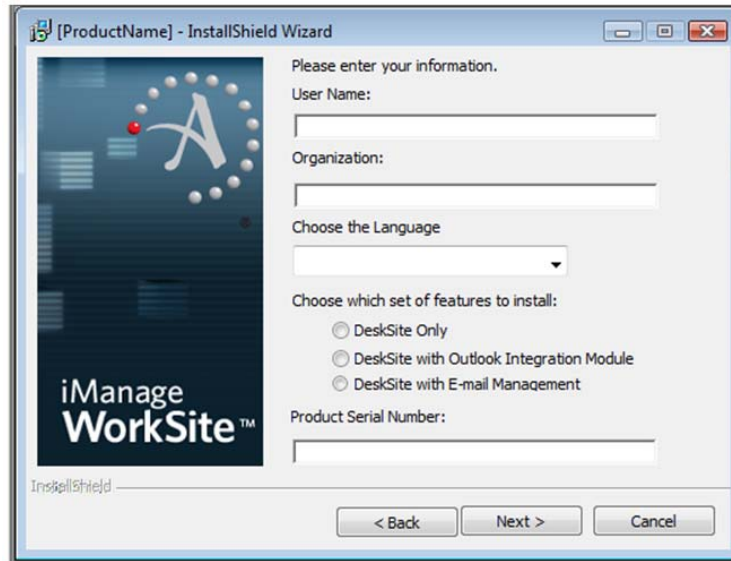 [ProductName] - InstallShield Wizard
Please enter your information.
User Name:
Organization:
Choose the Language
Choose which set of features to install:
DeskSite Only
DeskSite with Outlook Integration Module
DeskSite with E-mail Management
Product Serial Number:
A
iManage
WorkSite™
InstallShield
< Back Next > Cancel